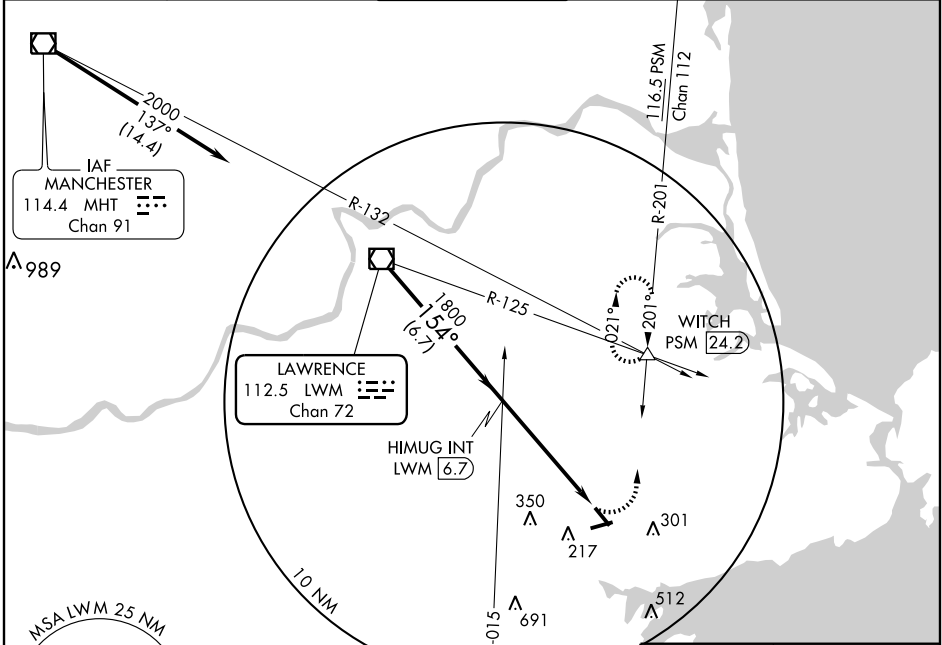 2000
137°
(14.4)
IAF
MANCHESTER
114.4 MHT
Chan 91
989
116.5 PSM
Chan 112
R-201
R-132
R-125
1800
154°
(6.7)
LAWRENCE
112.5 LWM
Chan 72
021°
201°
WITCH
PSM 24.2
HIMUG INT
LWM 6.7
350
217
301
691
512
10 NM
-015
MSA LWM 25 NM